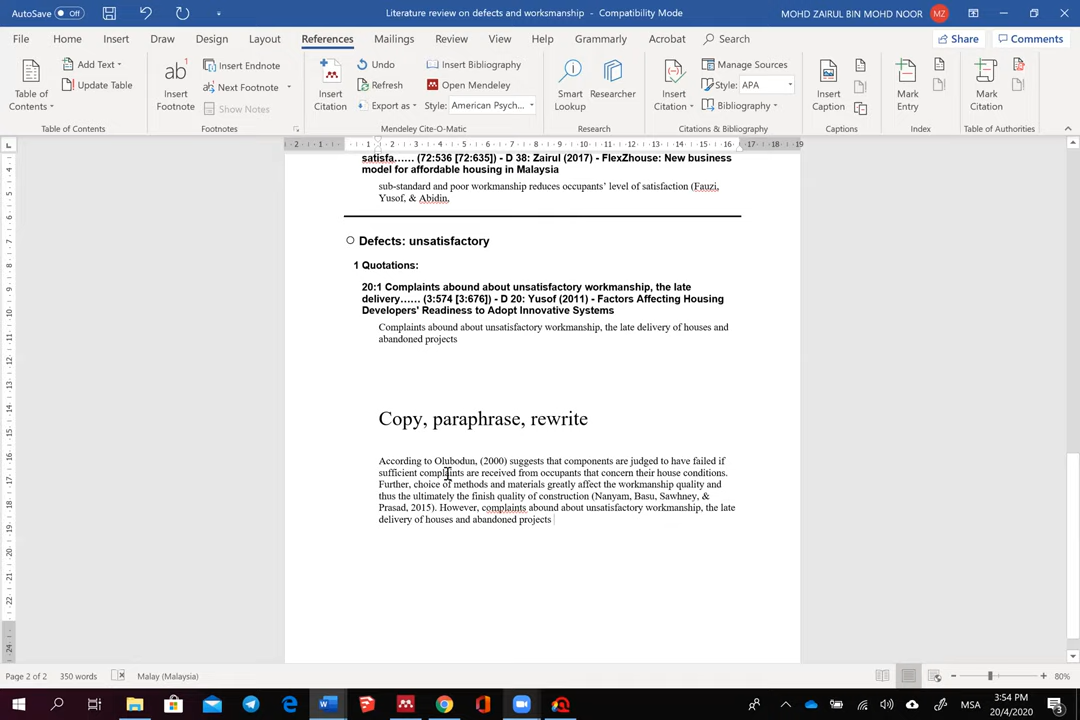 AutoSave Off Literature review on defects and worksmanship - Compatibility Mode MOHD ZAIRUL BIN MOHD NOOR MZ
File Home Insert Draw Design Layout References Mailings Review View Help Grammarly Acrobat Search Share Comments
Table of Contents
Add Text
Update Table
Table of Contents
ab1
Insert Footnote
Insert Endnote
Next Footnote
Show Notes
Footnotes
Insert Citation
Undo
Refresh
Export as
Insert Bibliography
Open Mendeley
Style: American Psych...
Mendeley Cite-O-Matic
Smart Lookup
Researcher
Research
Insert Citation
Manage Sources
Style: APA
Bibliography
Citations & Bibliography
Insert Caption
Captions
Mark Entry
Index
Mark Citation
Table of Authorities
satisfa...... (72:536 [72:635]) - D 38: Zairul (2017) - FlexZhouse: New business
model for affordable housing in Malaysia
sub-standard and poor workmanship reduces occupants' level of satisfaction (Fauzi,
Yusof, & Abidin,
Defects: unsatisfactory
1 Quotations:
20:1 Complaints abound about unsatisfactory workmanship, the late
delivery...... (3:574 [3:676]) - D 20: Yusof (2011) - Factors Affecting Housing
Developers' Readiness to Adopt Innovative Systems
Complaints abound about unsatisfactory workmanship, the late delivery of houses and
abandoned projects
Copy, paraphrase, rewrite
According to Olubodun, (2000) suggests that components are judged to have failed if
sufficient complaints are received from occupants that concern their house conditions.
Further, choice of methods and materials greatly affect the workmanship quality and
thus the ultimately the finish quality of construction (Nanyam, Basu, Sawhney, &
Prasad, 2015). However, complaints abound about unsatisfactory workmanship, the late
delivery of houses and abandoned projects
Page 2 of 2 350 words Malay (Malaysia) 80%
MSA
3:54 PM
20/4/2020
3